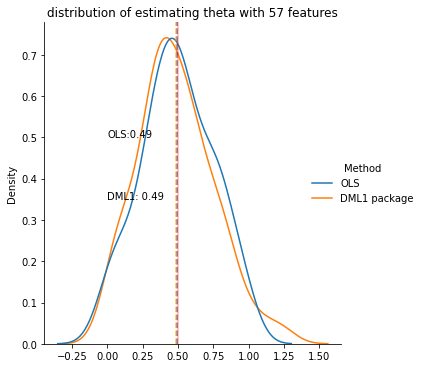 distribution of estimating theta with 57 features
0.7
0.6
0.5
0.4
0.3
0.2
0.1
0.0
Density
OLS:0.49
DML1: 0.49
Method
OLS
DML1 package
−0.25 0.00 0.25 0.50 0.75 1.00 1.25 1.50